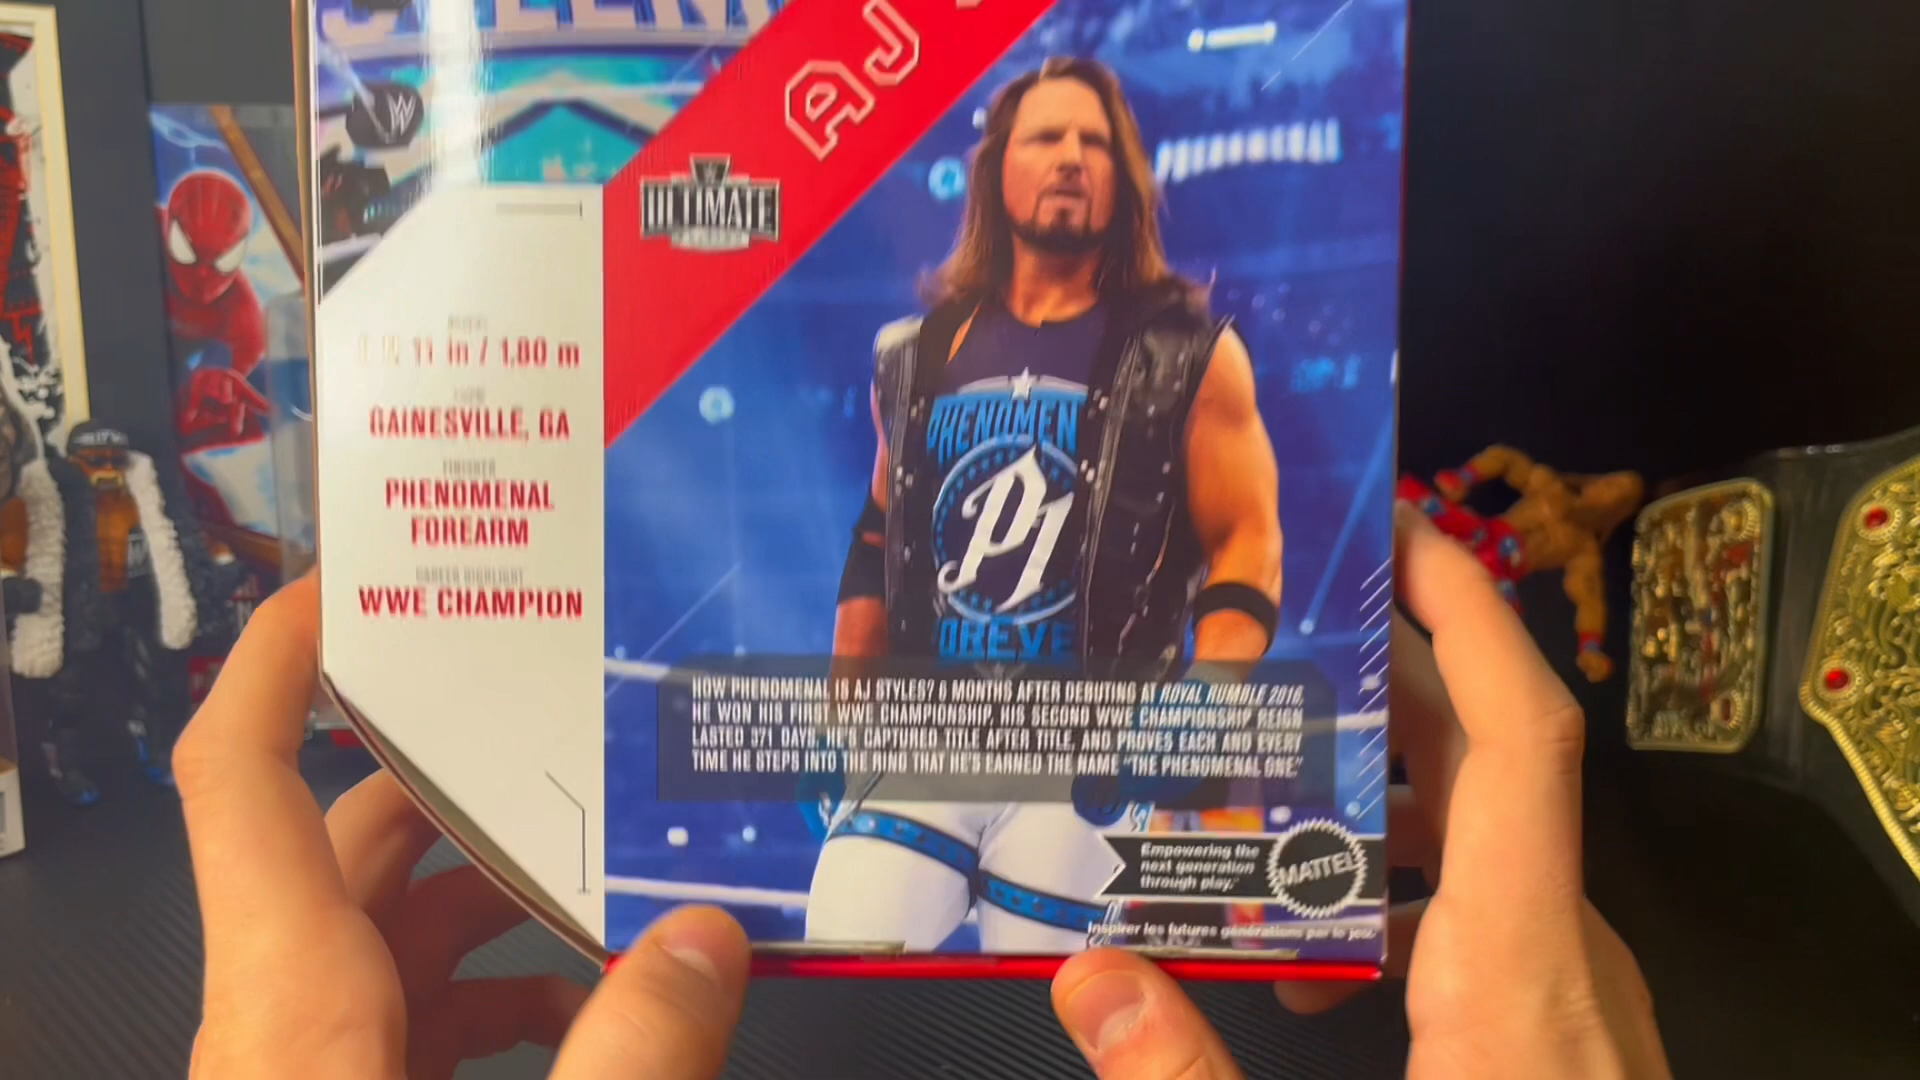 AJ
W
ULTIMATE
PHENOMENAL
11 in / 1,80 m
GAINESVILLE, GA
FINISHER
PHENOMENAL
FOREARM
CAREER HIGHLIGHT
WWE CHAMPION
PHENOMEN
P1
OREVE
HOW PHENOMENAL IS AJ STYLES? 6 MONTHS AFTER DEBUTING AT ROYAL RUMBLE 2016,
HE WON HIS FIRST WWE CHAMPIONSHIP. HIS SECOND WWE CHAMPIONSHIP REIGN
LASTED 371 DAYS. HE'S CAPTURED TITLE AFTER TITLE, AND PROVES EACH AND EVERY
TIME HE STEPS INTO THE RING THAT HE'S EARNED THE NAME "THE PHENOMENAL ONE."
Empowering the
next generation
through play.™
MATTEL
Inspirer les futures générations par le jeu.